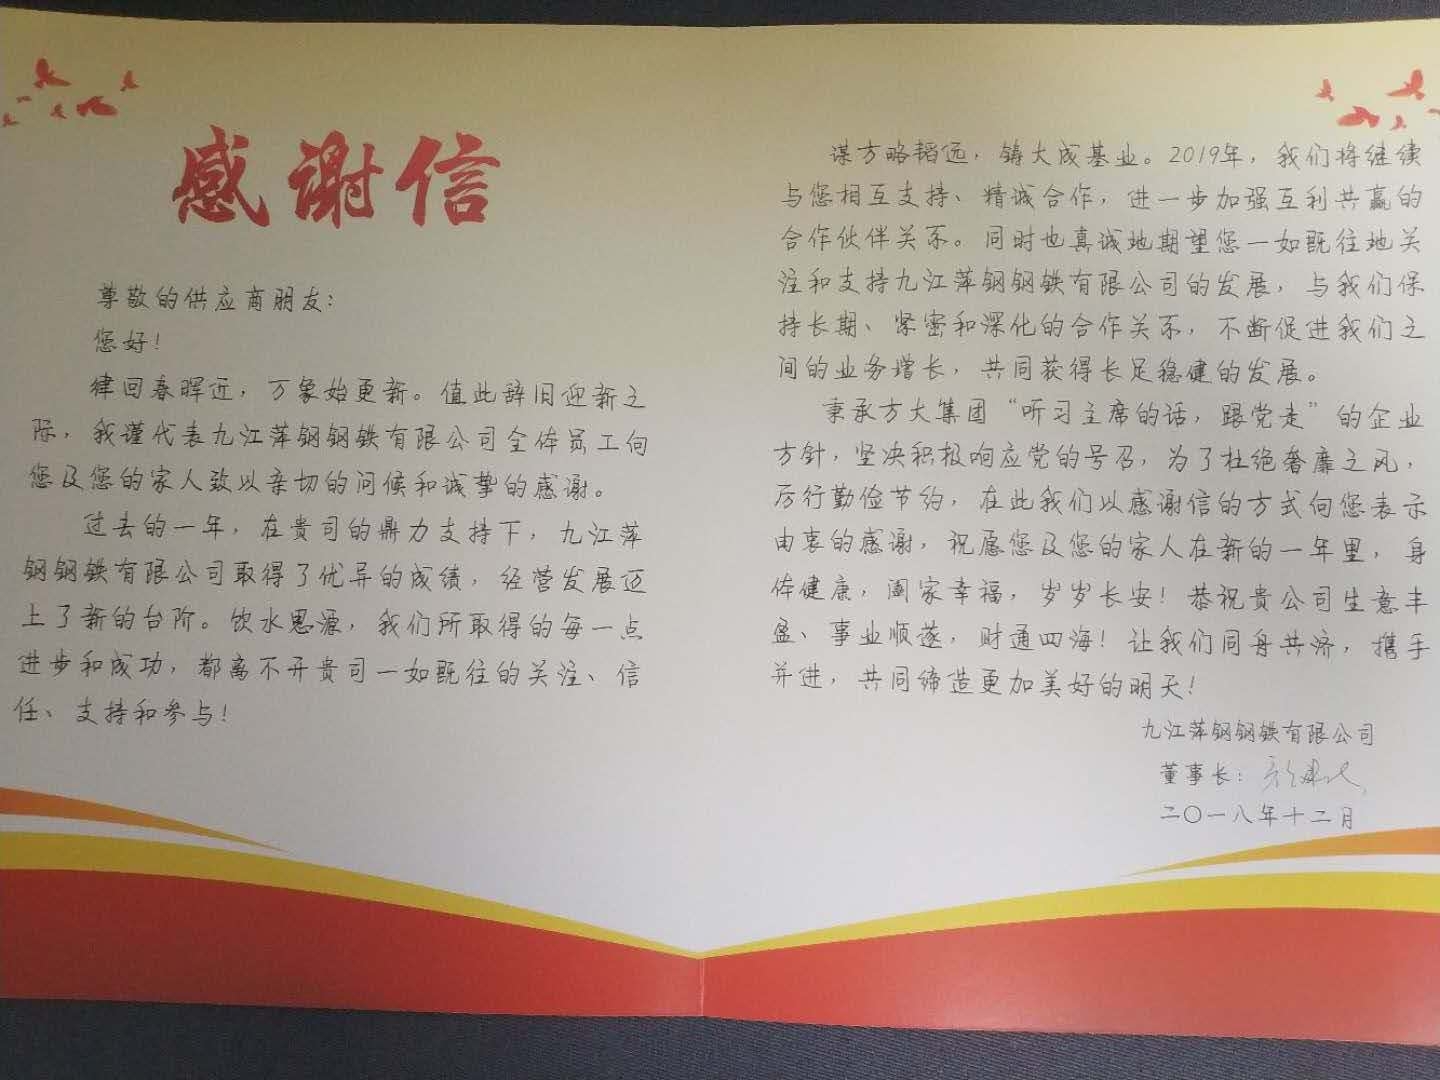 感谢信
尊敬的供应商朋友：
您好！
律回春晖近，万象始更新。值此辞旧迎新之
际，我谨代表九江萍钢钢铁有限公司全体员工向
您及您的家人致以亲切的问候和诚挚的感谢。
过去的一年，在贵司的鼎力支持下，九江萍
钢钢铁有限公司取得了优异的成绩，经营发展迈
上了新的台阶。饮水思源，我们所取得的每一点
进步和成功，都离不开贵司一如既往的关注、信
任、支持和参与！
谋方略韬远，铸大成基业。2019年，我们将继续
与您相互支持、精诚合作，进一步加强互利共赢的
合作伙伴关系。同时也真诚地期望您一如既往地关
注和支持九江萍钢钢铁有限公司的发展，与我们保
持长期、紧密和深化的合作关系，不断促进我们之
间的业务增长，共同获得长足稳健的发展。
秉承方大集团“听习主席的话，跟党走”的企业
方针，坚决积极响应党的号召，为了杜绝奢靡之风，
厉行勤俭节约，在此我们以感谢信的方式向您表示
由衷的感谢，祝愿您及您的家人在新的一年里，身
体健康，阖家幸福，岁岁长安！恭祝贵公司生意丰
盈、事业顺遂，财通四海！让我们同舟共济，携手
并进，共同缔造更加美好的明天！
九江萍钢钢铁有限公司
董事长：
二〇一八年十二月